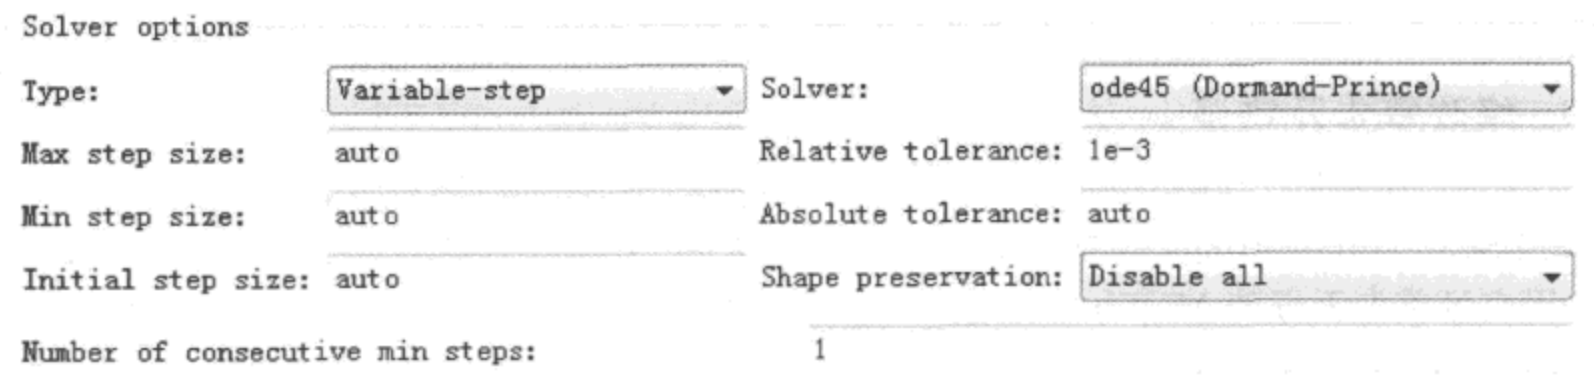 Solver options
Type: Variable-step Solver: ode45 (Dormand-Prince)
Max step size: auto Relative tolerance: 1e-3
Min step size: auto Absolute tolerance: auto
Initial step size: auto Shape preservation: Disable all
Number of consecutive min steps: 1